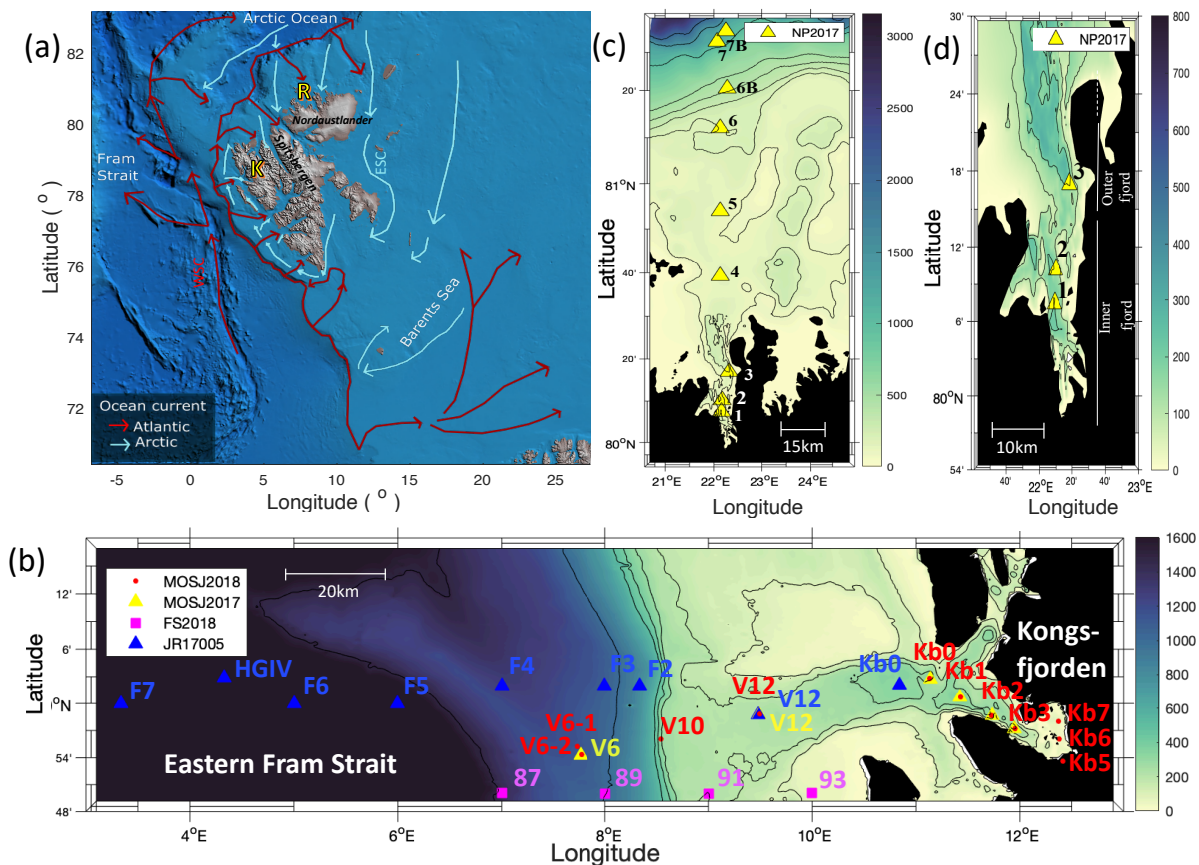 (a)
Arctic Ocean
82
80
78
76
74
72
Latitude ( o )
Fram
Strait
R
Nordaustlander
K
Spitsbergen
ESC
Barents Sea
Ocean current
Atlantic
Arctic
-5
0
5
10
15
20
25
Longitude ( o )
(c)
NP2017
7B
7
6B
6
5
4
3
2
1
20'
81°N
40'
20'
80°N
Latitude
15km
21°E
22°E
23°E
24°E
Longitude
3000
2500
2000
1500
1000
500
0
(d)
NP2017
3
2
1
Outer
fjord
Inner
fjord
30'
24'
18'
12'
6'
80°N
54'
Latitude
10km
40'
22°E
20'
40'
23°E
Longitude
800
700
600
500
400
300
200
100
0
(b)
MOSJ2018
MOSJ2017
FS2018
JR17005
20km
12'
6'
79°N
54'
48'
Latitude
F7
HGIV
F6
F5
F4
F3
F2
V12
V12
V12
V10
V6-1
V6-2
V6
87
89
91
93
Kb0
Kb0
Kb1
Kb2
Kb3
Kb7
Kb6
Kb5
Kongs-
fjorden
Eastern Fram Strait
4°E
6°E
8°E
10°E
12°E
Longitude
1600
1400
1200
1000
800
600
400
200
0